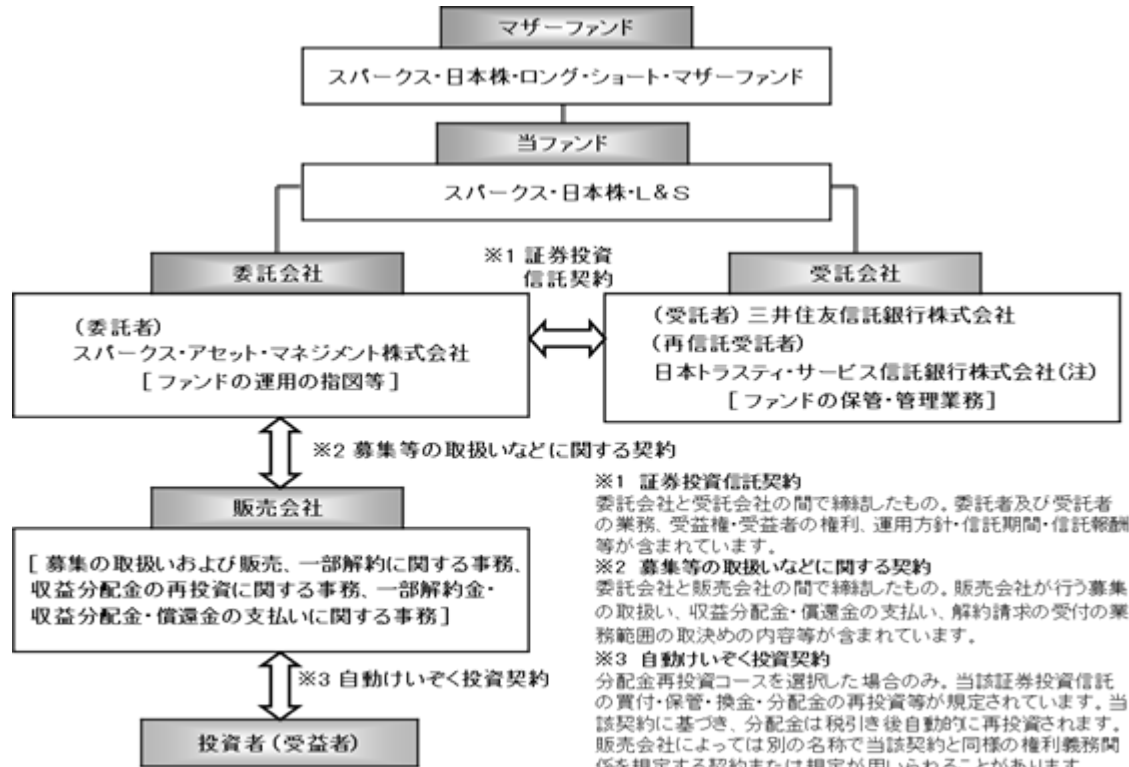 マザーファンド
スパークス・日本株・ロング・ショート・マザーファンド
当ファンド
スパークス・日本株・L&S
委託会社
(委託者)
スパークス・アセット・マネジメント株式会社
[ファンドの運用の指図等]
※1 証券投資
信託契約
受託会社
(受託者) 三井住友信託銀行株式会社
(再信託受託者)
日本トラスティ・サービス信託銀行株式会社(注)
[ファンドの保管・管理業務]
※2 募集等の取扱いなどに関する契約
販売会社
[募集の取扱いおよび販売、一部解約に関する事務、
収益分配金の再投資に関する事務、一部解約金・
収益分配金・償還金の支払いに関する事務]
※3 自動けいぞく投資契約
投資者(受益者)
※1 証券投資信託契約
委託会社と受託会社の間で締結したもの。委託者及び受託者
の業務、受益権・受益者の権利、運用方針・信託期間・信託報酬
等が含まれています。
※2 募集等の取扱いなどに関する契約
委託会社と販売会社の間で締結したもの。販売会社が行う募集
の取扱い、収益分配金・償還金の支払い、解約請求の受付の業
務範囲の取決めの内容等が含まれています。
※3 自動けいぞく投資契約
分配金再投資コースを選択した場合のみ。当該証券投資信託
の買付・保管・換金・分配金の再投資等が規定されています。当
該契約に基づき、分配金は税引き後自動的に再投資されます。
販売会社によっては別の名称で当該契約と同様の権利義務関
係を規定する契約または規定が用いられることがあります。